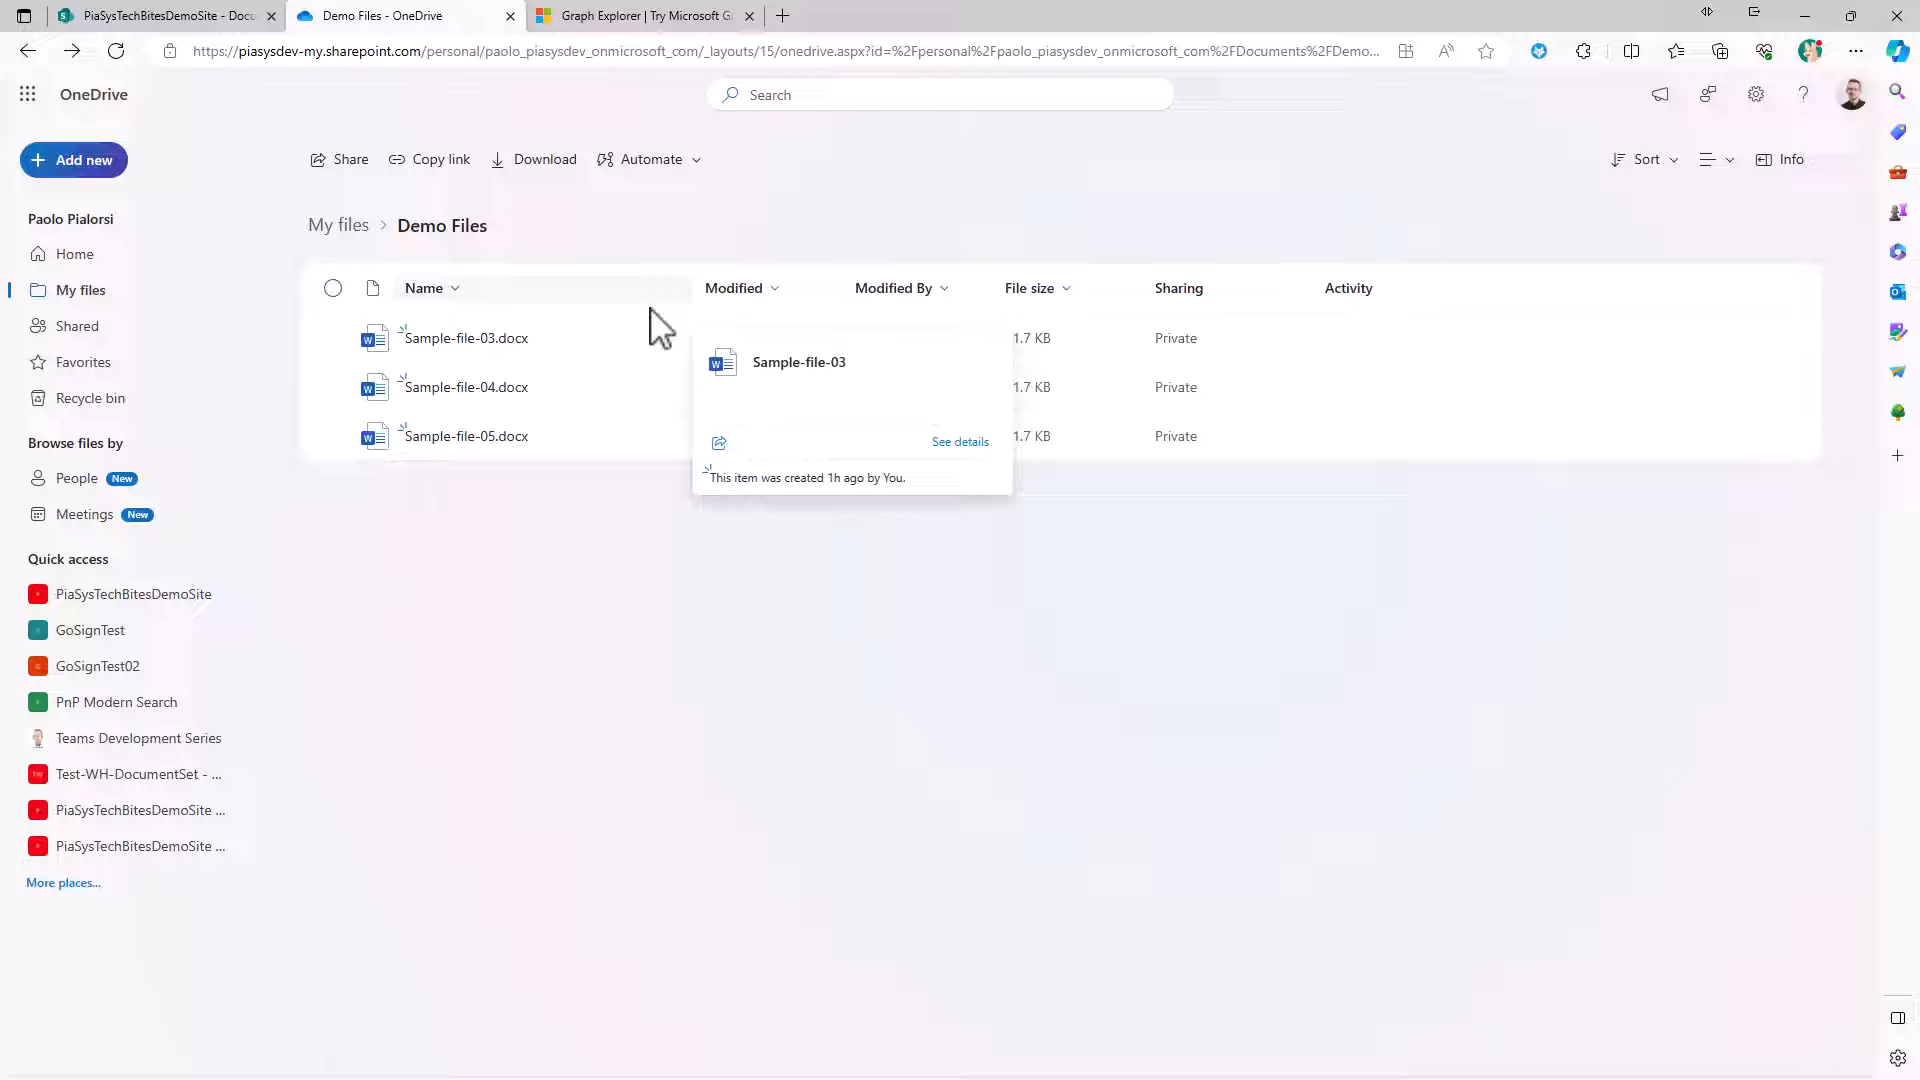 PiaSysTechBitesDemoSite - Docu
Demo Files - OneDrive
Graph Explorer | Try Microsoft Gr
https://piasysdev-my.sharepoint.com/personal/paolo_piasysdev_onmicrosoft_com/_layouts/15/onedrive.aspx?id=%2Fpersonal%2Fpaolo_piasysdev_onmicrosoft_com%2FDocuments%2FDemo...
OneDrive
Search
Add new
Share
Copy link
Download
Automate
Sort
Info
Paolo Pialorsi
Home
My files
Shared
Favorites
Recycle bin
Browse files by
People New
Meetings New
Quick access
PiaSysTechBitesDemoSite
GoSignTest
GoSignTest02
PnP Modern Search
Teams Development Series
TW Test-WH-DocumentSet - ...
PiaSysTechBitesDemoSite ...
PiaSysTechBitesDemoSite ...
More places...
My files > Demo Files
Name Modified Modified By File size Sharing Activity
Sample-file-03.docx 1.7 KB Private
Sample-file-04.docx 1.7 KB Private
Sample-file-05.docx 1.7 KB Private
Sample-file-03
See details
This item was created 1h ago by You.